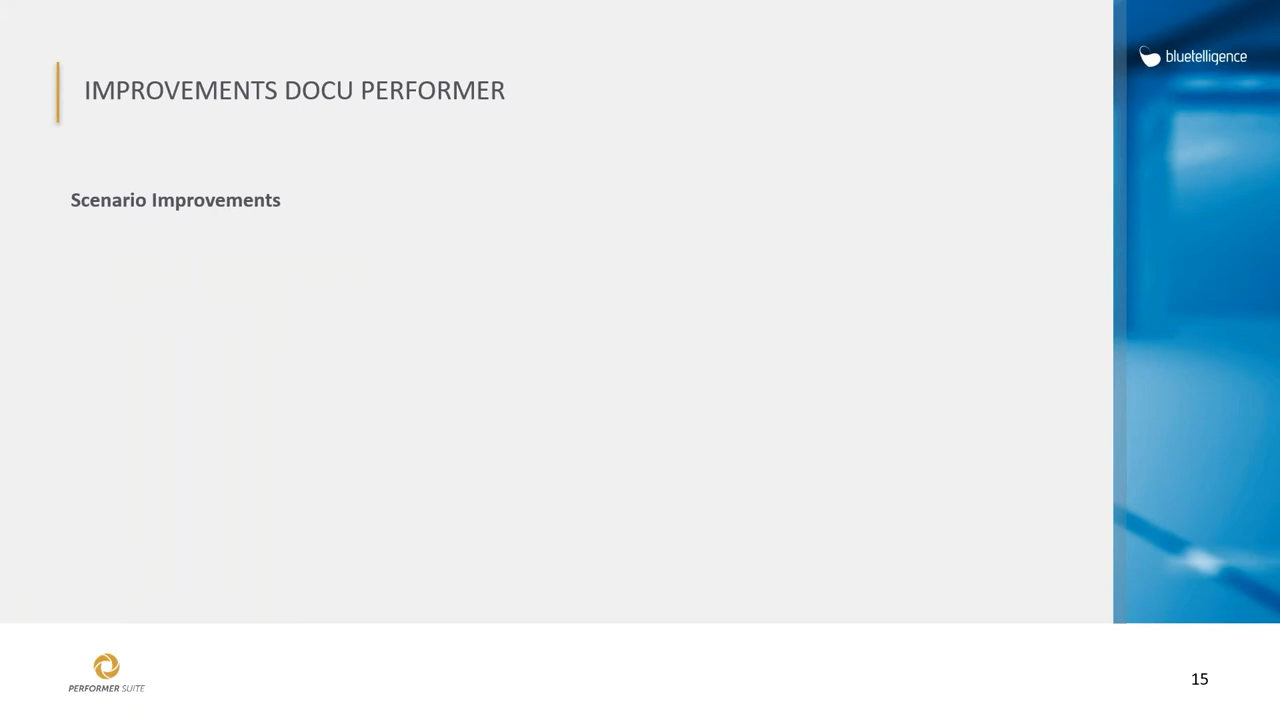 bluetelligence
IMPROVEMENTS DOCU PERFORMER
Scenario Improvements
PERFORMER SUITE
15